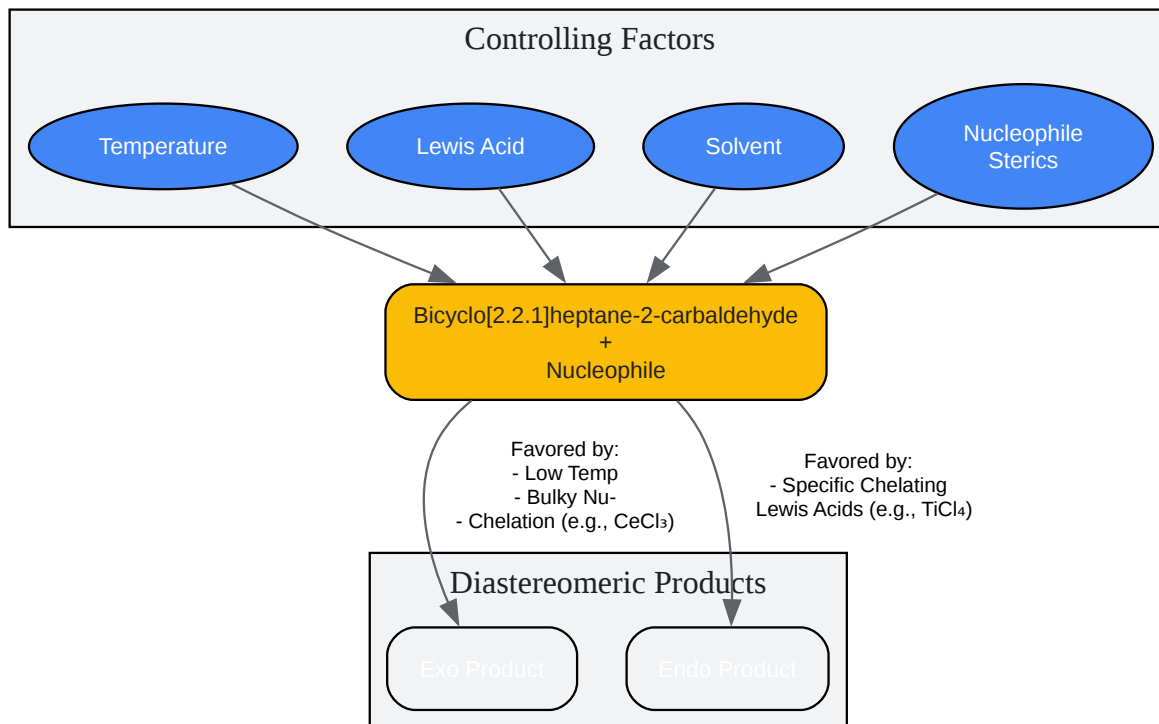 Controlling Factors
Temperature
Lewis Acid
Solvent
Nucleophile
Sterics
Bicyclo[2.2.1]heptane-2-carbaldehyde
+
Nucleophile
Favored by:
- Low Temp
- Bulky Nu-
- Chelation (e.g., CeCl₃)
Favored by:
- Specific Chelating
Lewis Acids (e.g., TiCl₄)
Diastereomeric Products
Exo Product
Endo Product